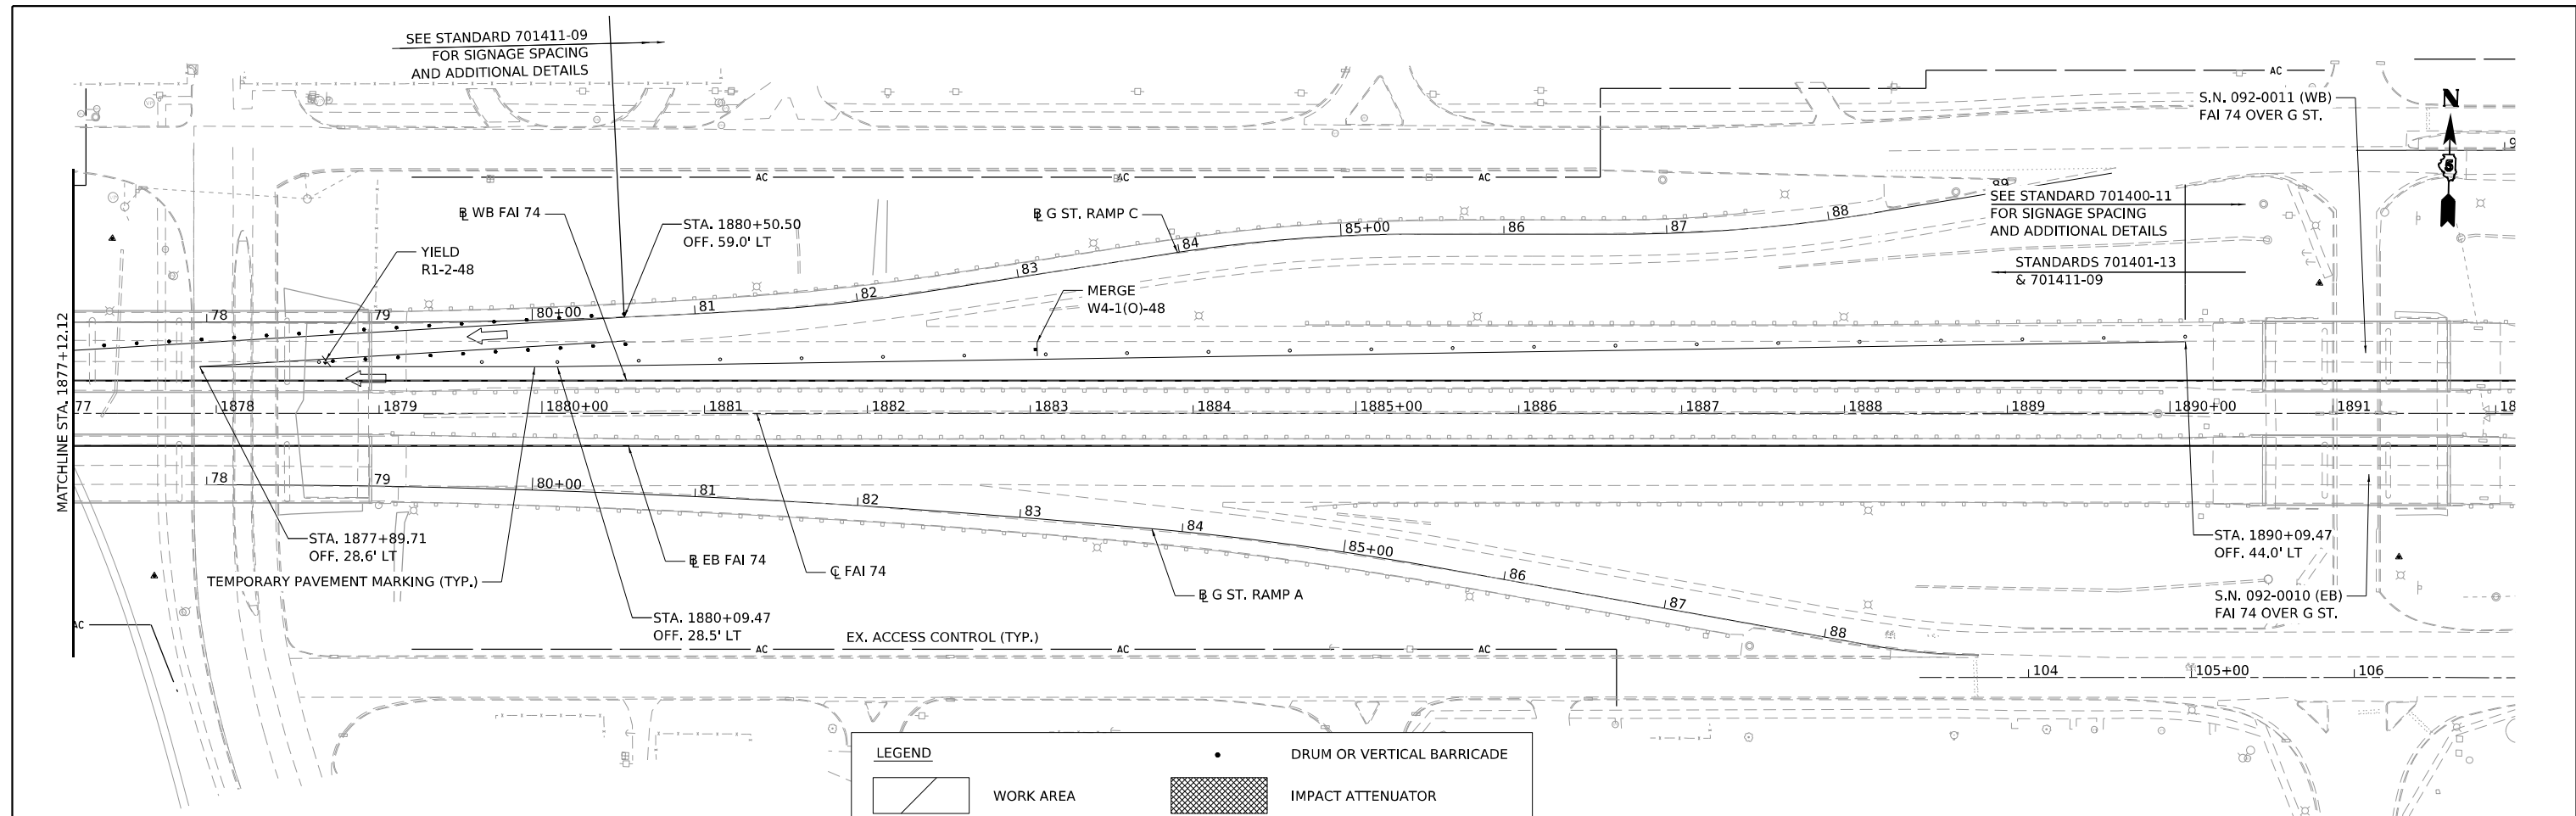 SEE STANDARD 701411-09
FOR SIGNAGE SPACING
AND ADDITIONAL DETAILS
AC
S.N. 092-0011 (WB)
FAI 74 OVER G ST.
N
5
9
AC
AC
AC
SEE STANDARD 701400-11
FOR SIGNAGE SPACING
AND ADDITIONAL DETAILS
STANDARDS 701401-13
& 701411-09
℄ WB FAI 74
STA. 1880+50.50
OFF. 59.0' LT
YIELD
R1-2-48
℄ G ST. RAMP C
MERGE
W4-1(O)-48
78
79
80+00
81
82
83
84
85+00
86
87
88
MATCHLINE STA. 1877+12.12
77
1878
1879
1880+00
1881
1882
1883
1884
1885+00
1886
1887
1888
1889
1890+00
1891
18
78
79
80+00
81
82
83
84
85+00
86
87
88
STA. 1877+89.71
OFF. 28.6' LT
TEMPORARY PAVEMENT MARKING (TYP.)
℄ EB FAI 74
℄ FAI 74
℄ G ST. RAMP A
STA. 1890+09.47
OFF. 44.0' LT
S.N. 092-0010 (EB)
FAI 74 OVER G ST.
STA. 1880+09.47
OFF. 28.5' LT
EX. ACCESS CONTROL (TYP.)
AC
AC
AC
AC
104
105+00
106
LEGEND
DRUM OR VERTICAL BARRICADE
WORK AREA
IMPACT ATTENUATOR